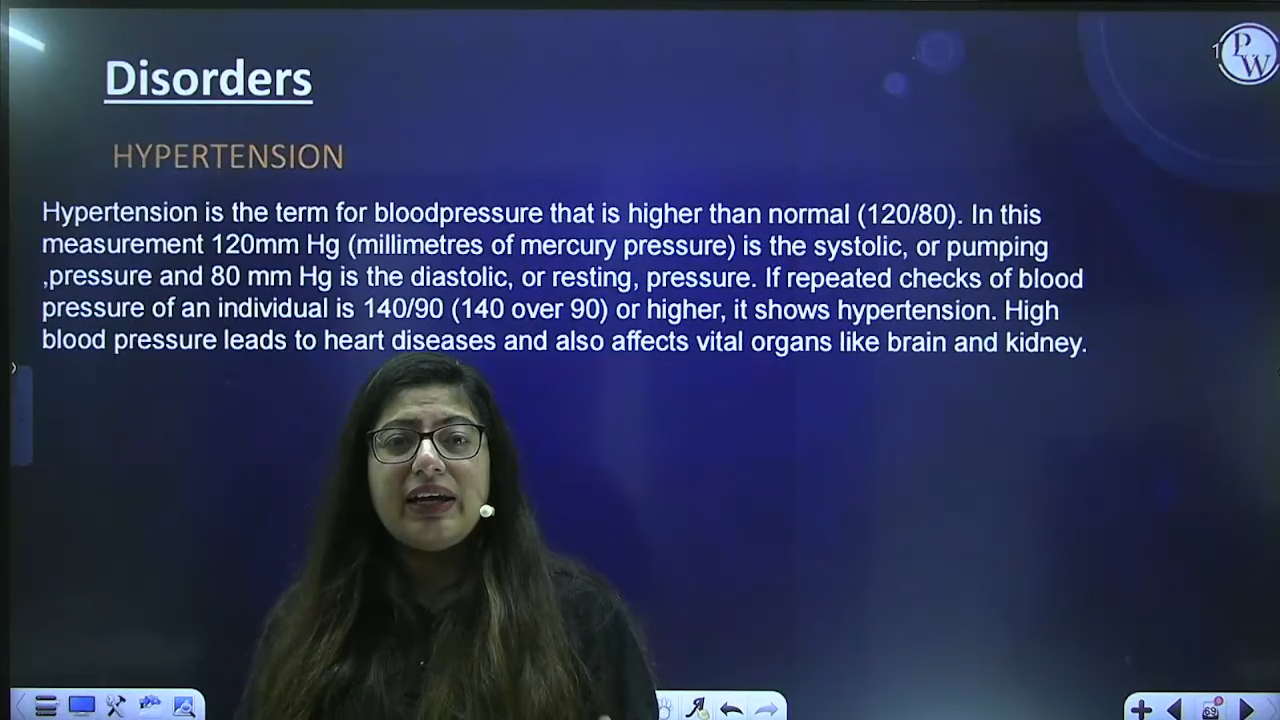 Disorders
HYPERTENSION
Hypertension is the term for bloodpressure that is higher than normal (120/80). In this
measurement 120mm Hg (millimetres of mercury pressure) is the systolic, or pumping
,pressure and 80 mm Hg is the diastolic, or resting, pressure. If repeated checks of blood
pressure of an individual is 140/90 (140 over 90) or higher, it shows hypertension. High
blood pressure leads to heart diseases and also affects vital organs like brain and kidney.
PW
69